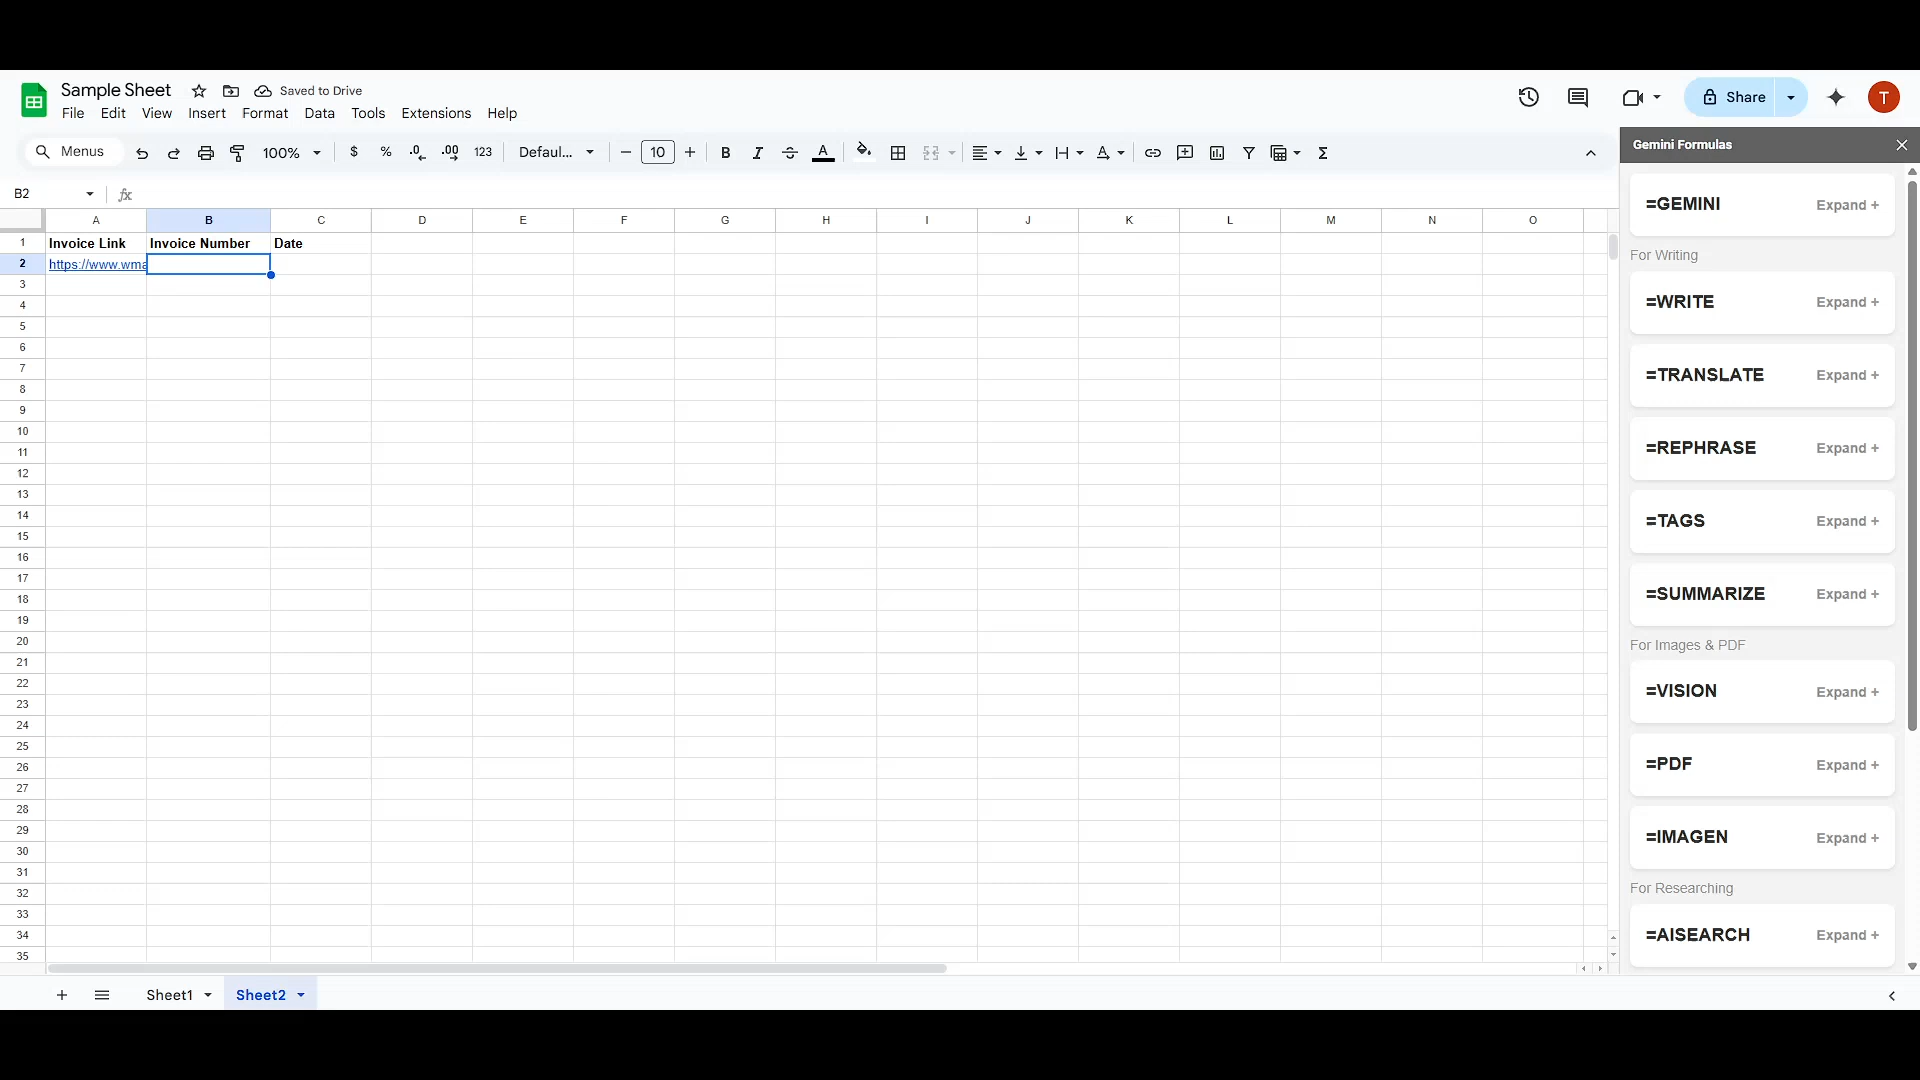 Sample Sheet Saved to Drive
File Edit View Insert Format Data Tools Extensions Help
Share T
Menus 100% $ % .0 .00 123 Defaul... 10 B I A
Gemini Formulas
B2 fx
A B C D E F G H I J K L M N O
1 Invoice Link Invoice Number Date
2 https://www.wma
3
4
5
6
7
8
9
10
11
12
13
14
15
16
17
18
19
20
21
22
23
24
25
26
27
28
29
30
31
32
33
34
35
=GEMINI Expand +
For Writing
=WRITE Expand +
=TRANSLATE Expand +
=REPHRASE Expand +
=TAGS Expand +
=SUMMARIZE Expand +
For Images & PDF
=VISION Expand +
=PDF Expand +
=IMAGEN Expand +
For Researching
=AISEARCH Expand +
Sheet1 Sheet2